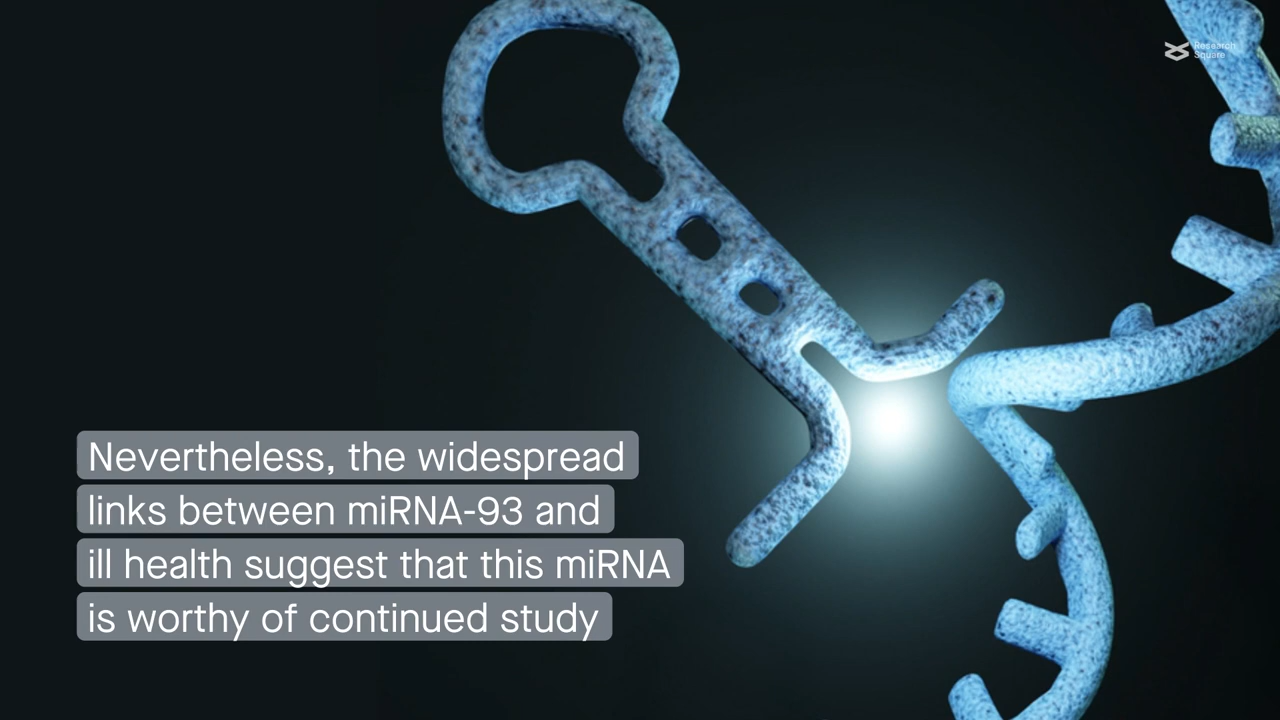 Research
Square
Nevertheless, the widespread
links between miRNA-93 and
ill health suggest that this miRNA
is worthy of continued study